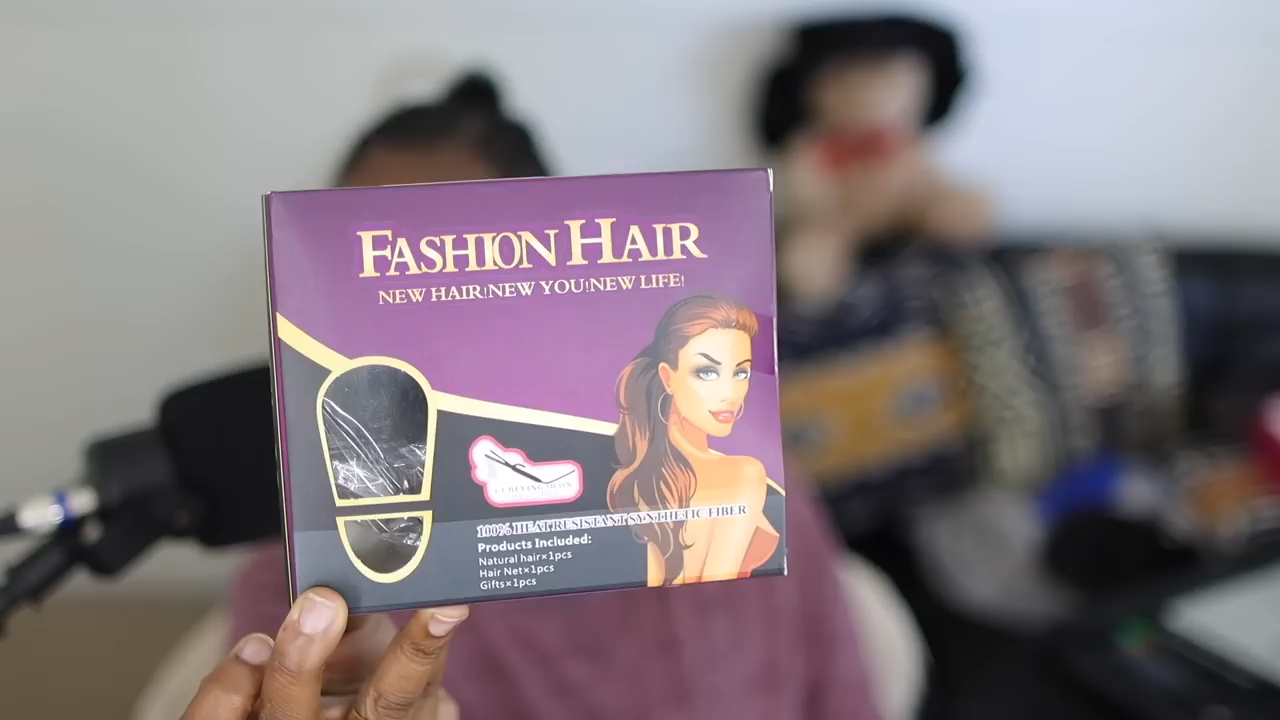 FASHION HAIR
NEW HAIR!NEW YOU!NEW LIFE!
100% HEAT RESISTANT SYNTHETIC FIBER
Products Included:
Natural hair×1pcs
Hair Net×1pcs
Gifts×1pcs